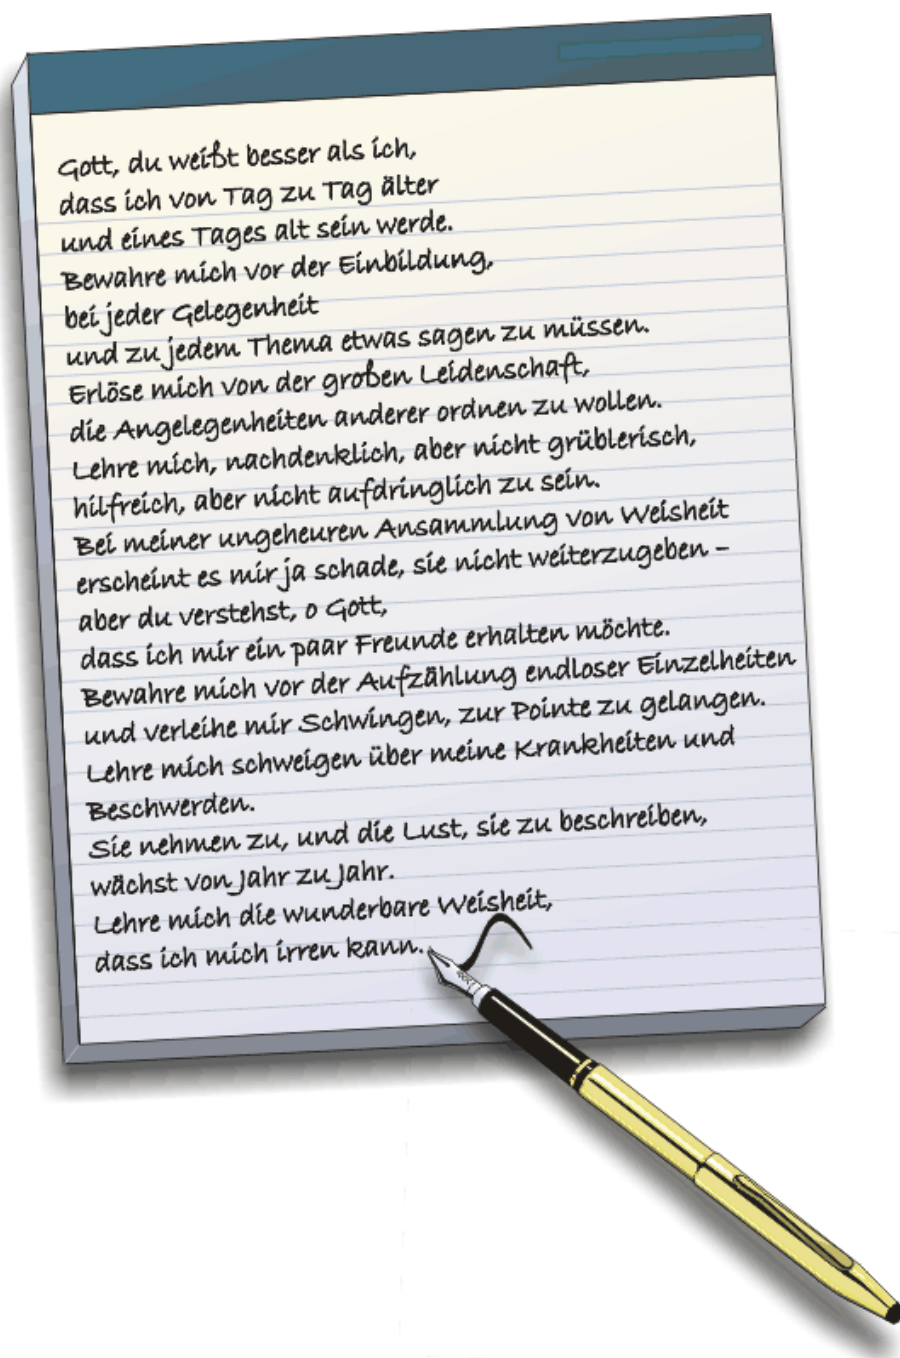 Gott, du weißt besser als ich,
dass ich von Tag zu Tag älter
und eines Tages alt sein werde.
Bewahre mich vor der Einbildung,
bei jeder Gelegenheit
und zu jedem Thema etwas sagen zu müssen.
Erlöse mich von der großen Leidenschaft,
die Angelegenheiten anderer ordnen zu wollen.
Lehre mich, nachdenklich, aber nicht grüblerisch,
hilfreich, aber nicht aufdringlich zu sein.
Bei meiner ungeheuren Ansammlung von Weisheit
erscheint es mir ja schade, sie nicht weiterzugeben –
aber du verstehst, o Gott,
dass ich mir ein paar Freunde erhalten möchte.
Bewahre mich vor der Aufzählung endloser Einzelheiten
und verleihe mir Schwingen, zur Pointe zu gelangen.
Lehre mich schweigen über meine Krankheiten und
Beschwerden.
Sie nehmen zu, und die Lust, sie zu beschreiben,
wächst von Jahr zu Jahr.
Lehre mich die wunderbare Weisheit,
dass ich mich irren kann.